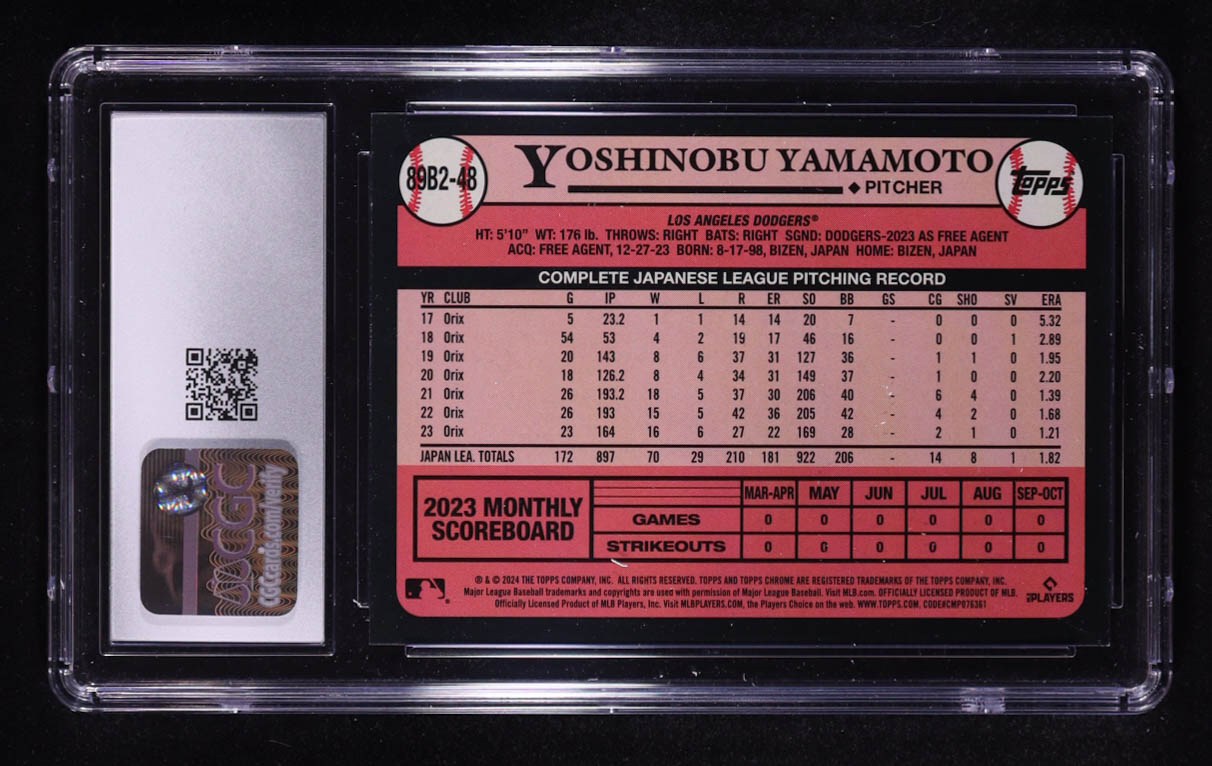 89B2-48
YOSHINOBU YAMAMOTO
◆ PITCHER
TOPPS
LOS ANGELES DODGERS®
HT: 5'10" WT: 176 lb. THROWS: RIGHT BATS: RIGHT SGND: DODGERS-2023 AS FREE AGENT
ACQ: FREE AGENT, 12-27-23 BORN: 8-17-98, BIZEN, JAPAN HOME: BIZEN, JAPAN
COMPLETE JAPANESE LEAGUE PITCHING RECORD
YR CLUB G IP W L R ER SO BB GS CG SHO SV ERA
17 Orix 5 23.2 1 1 14 14 20 7 - 0 0 0 5.32
18 Orix 54 53 4 2 19 17 46 16 - 0 0 1 2.89
19 Orix 20 143 8 6 37 31 127 36 - 1 1 0 1.95
20 Orix 18 126.2 8 4 34 31 149 37 - 1 0 0 2.20
21 Orix 26 193.2 18 5 37 30 206 40 - 6 4 0 1.39
22 Orix 26 193 15 5 42 36 205 42 - 4 2 0 1.68
23 Orix 23 164 16 6 27 22 169 28 - 2 1 0 1.21
JAPAN LEA. TOTALS 172 897 70 29 210 181 922 206 - 14 8 1 1.82
2023 MONTHLY
SCOREBOARD
MAR-APR MAY JUN JUL AUG SEP-OCT
GAMES 0 0 0 0 0 0
STRIKEOUTS 0 0 0 0 0 0
® & © 2024 THE TOPPS COMPANY, INC. ALL RIGHTS RESERVED. TOPPS AND TOPPS CHROME ARE REGISTERED TRADEMARKS OF THE TOPPS COMPANY, INC.
Major League Baseball trademarks and copyrights are used with permission of Major League Baseball. Visit MLB.com. OFFICIALLY LICENSED PRODUCT OF MLB.
Officially Licensed Product of MLB Players, Inc. Visit MLBPLAYERS.COM, the Players Choice on the web. WWW.TOPPS.COM. CODE#CMP076361
MLB PLAYERS
CGC
CGCcards.com/verify